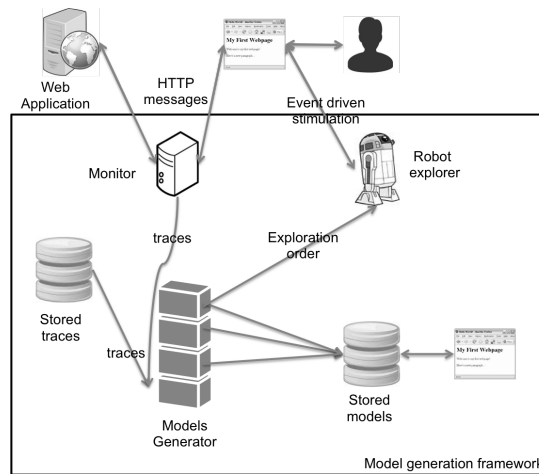 My First Webpage
Web
Application
HTTP
messages
Event driven
stimulation
Monitor
Robot
explorer
traces
Exploration
order
Stored
traces
traces
My First Webpage
Models
Generator
Stored
models
Model generation framework